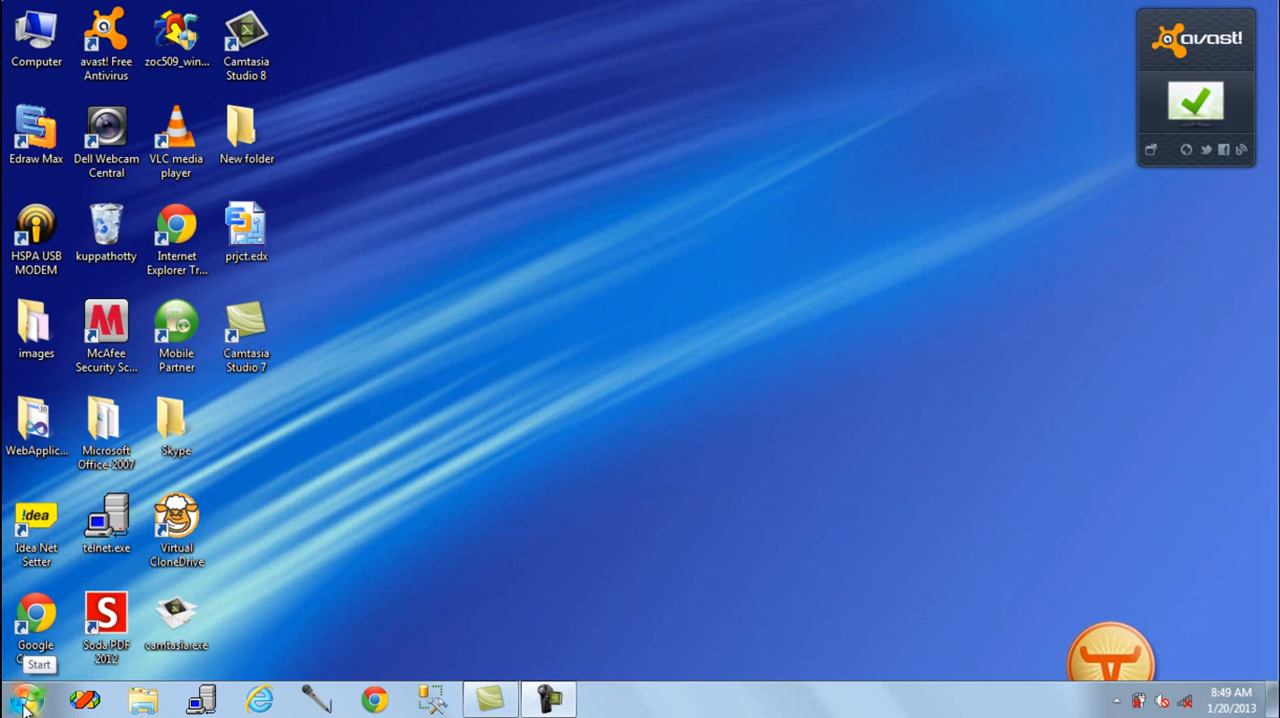 Computer
avast! Free
Antivirus
zoc509_win...
Camtasia
Studio 8
Edraw Max
Dell Webcam
Central
VLC media
player
New folder
HSPA USB
MODEM
kuppathotty
Internet
Explorer Tr...
prjct.edx
images
McAfee
Security Sc...
Mobile
Partner
Camtasia
Studio 7
WebApplic...
Microsoft
Office-2007
Skype
!dea
Idea Net
Setter
telnet.exe
Virtual
CloneDrive
Google
Start
S
Soda PDF
2012
camtasia.exe
avast!
8:49 AM
1/20/2013